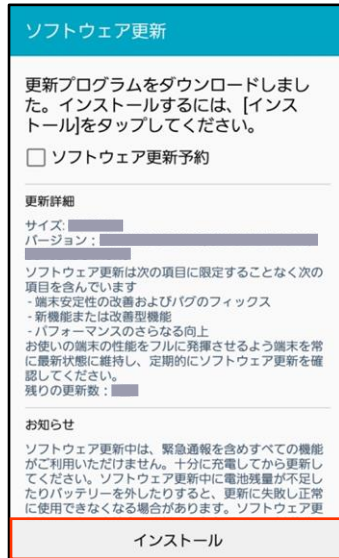 ソフトウェア更新
更新プログラムをダウンロードしまし
た。インストールするには、[インス
トール]をタップしてください。
ソフトウェア更新予約
更新詳細
サイズ:
バージョン :
ソフトウェア更新は次の項目に限定することなく次の
項目を含んでいます
- 端末安定性の改善およびバグのフィックス
- 新機能または改善型機能
- パフォーマンスのさらなる向上
お使いの端末の性能をフルに発揮させるよう端末を常
に最新状態に維持し、定期的にソフトウェア更新を確
認してください。
残りの更新数 :
お知らせ
ソフトウェア更新中は、緊急通報を含めすべての機能
がご利用いただけません。十分に充電してから更新し
てください。ソフトウェア更新中に電池残量が不足し
たりバッテリーを外したりすると、更新に失敗し正常
に使用できなくなる場合があります。ソフトウェア更
インストール